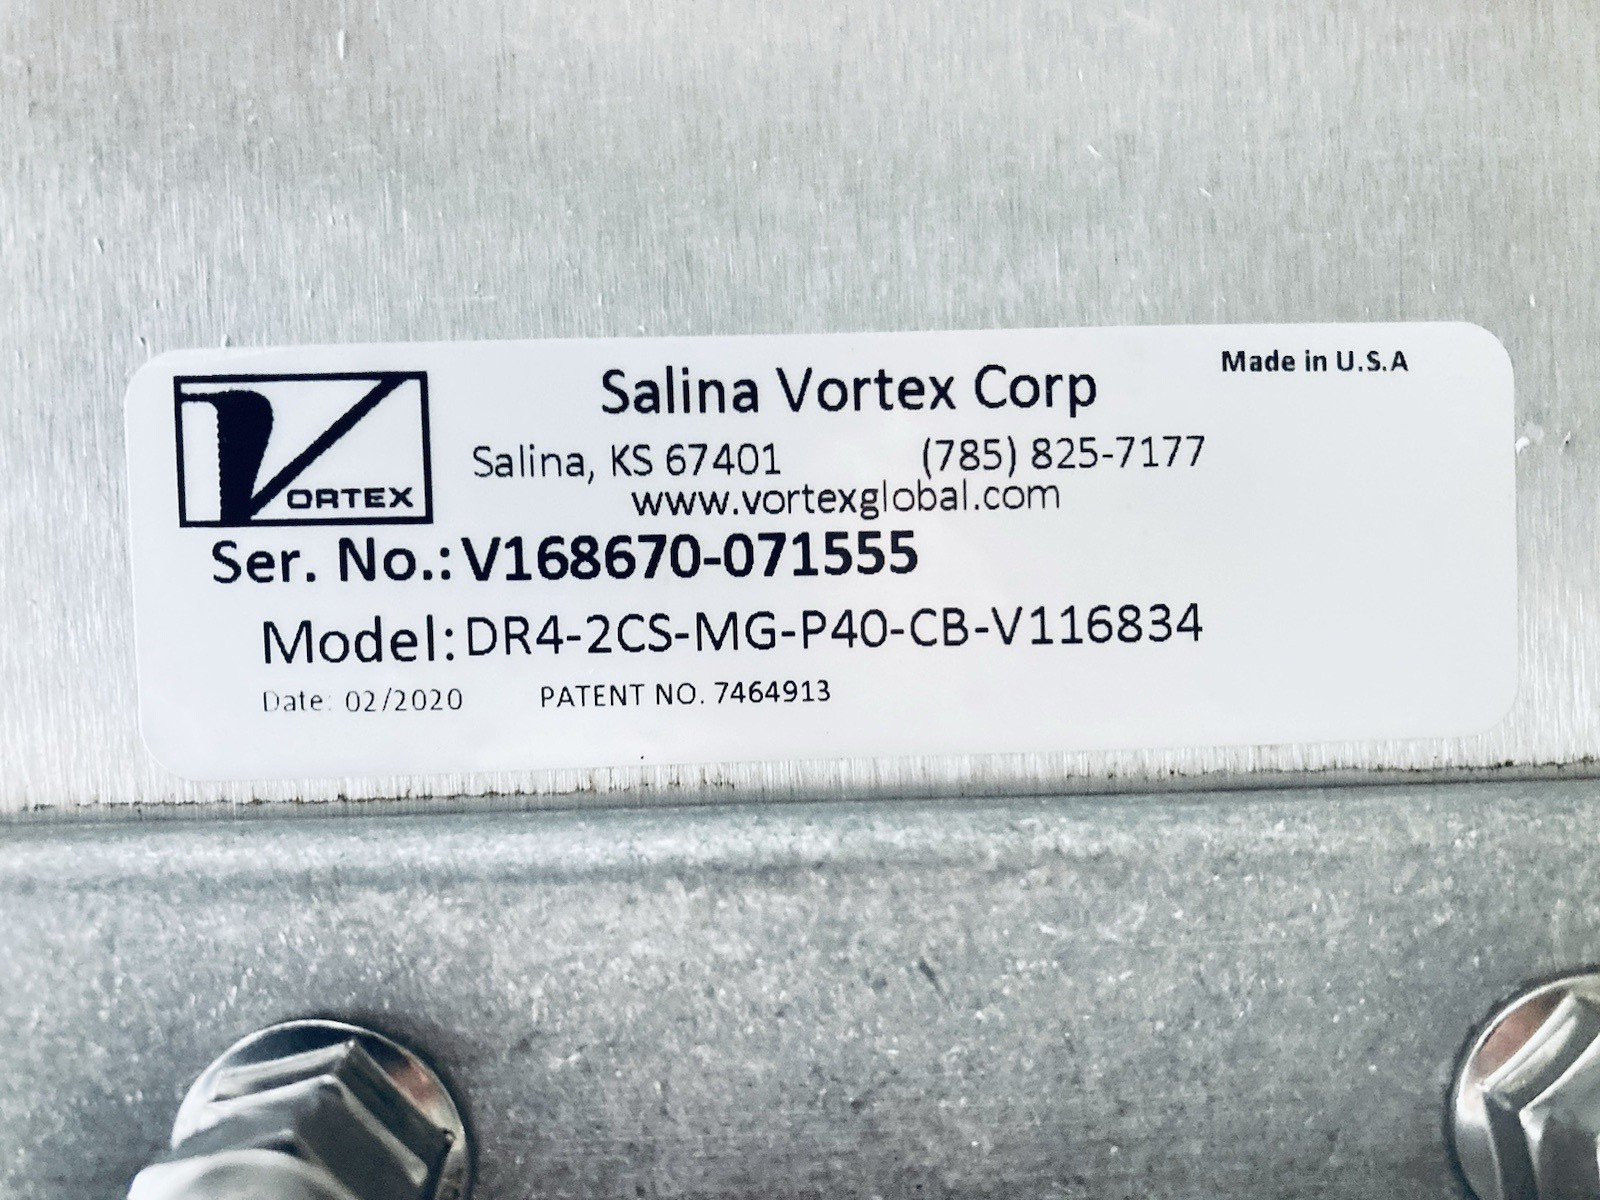 Made in U.S.A
VORTEX
Salina Vortex Corp
Salina, KS 67401 (785) 825-7177
www.vortexglobal.com
Ser. No.: V168670-071555
Model: DR4-2CS-MG-P40-CB-V116834
Date: 02/2020 PATENT NO. 7464913